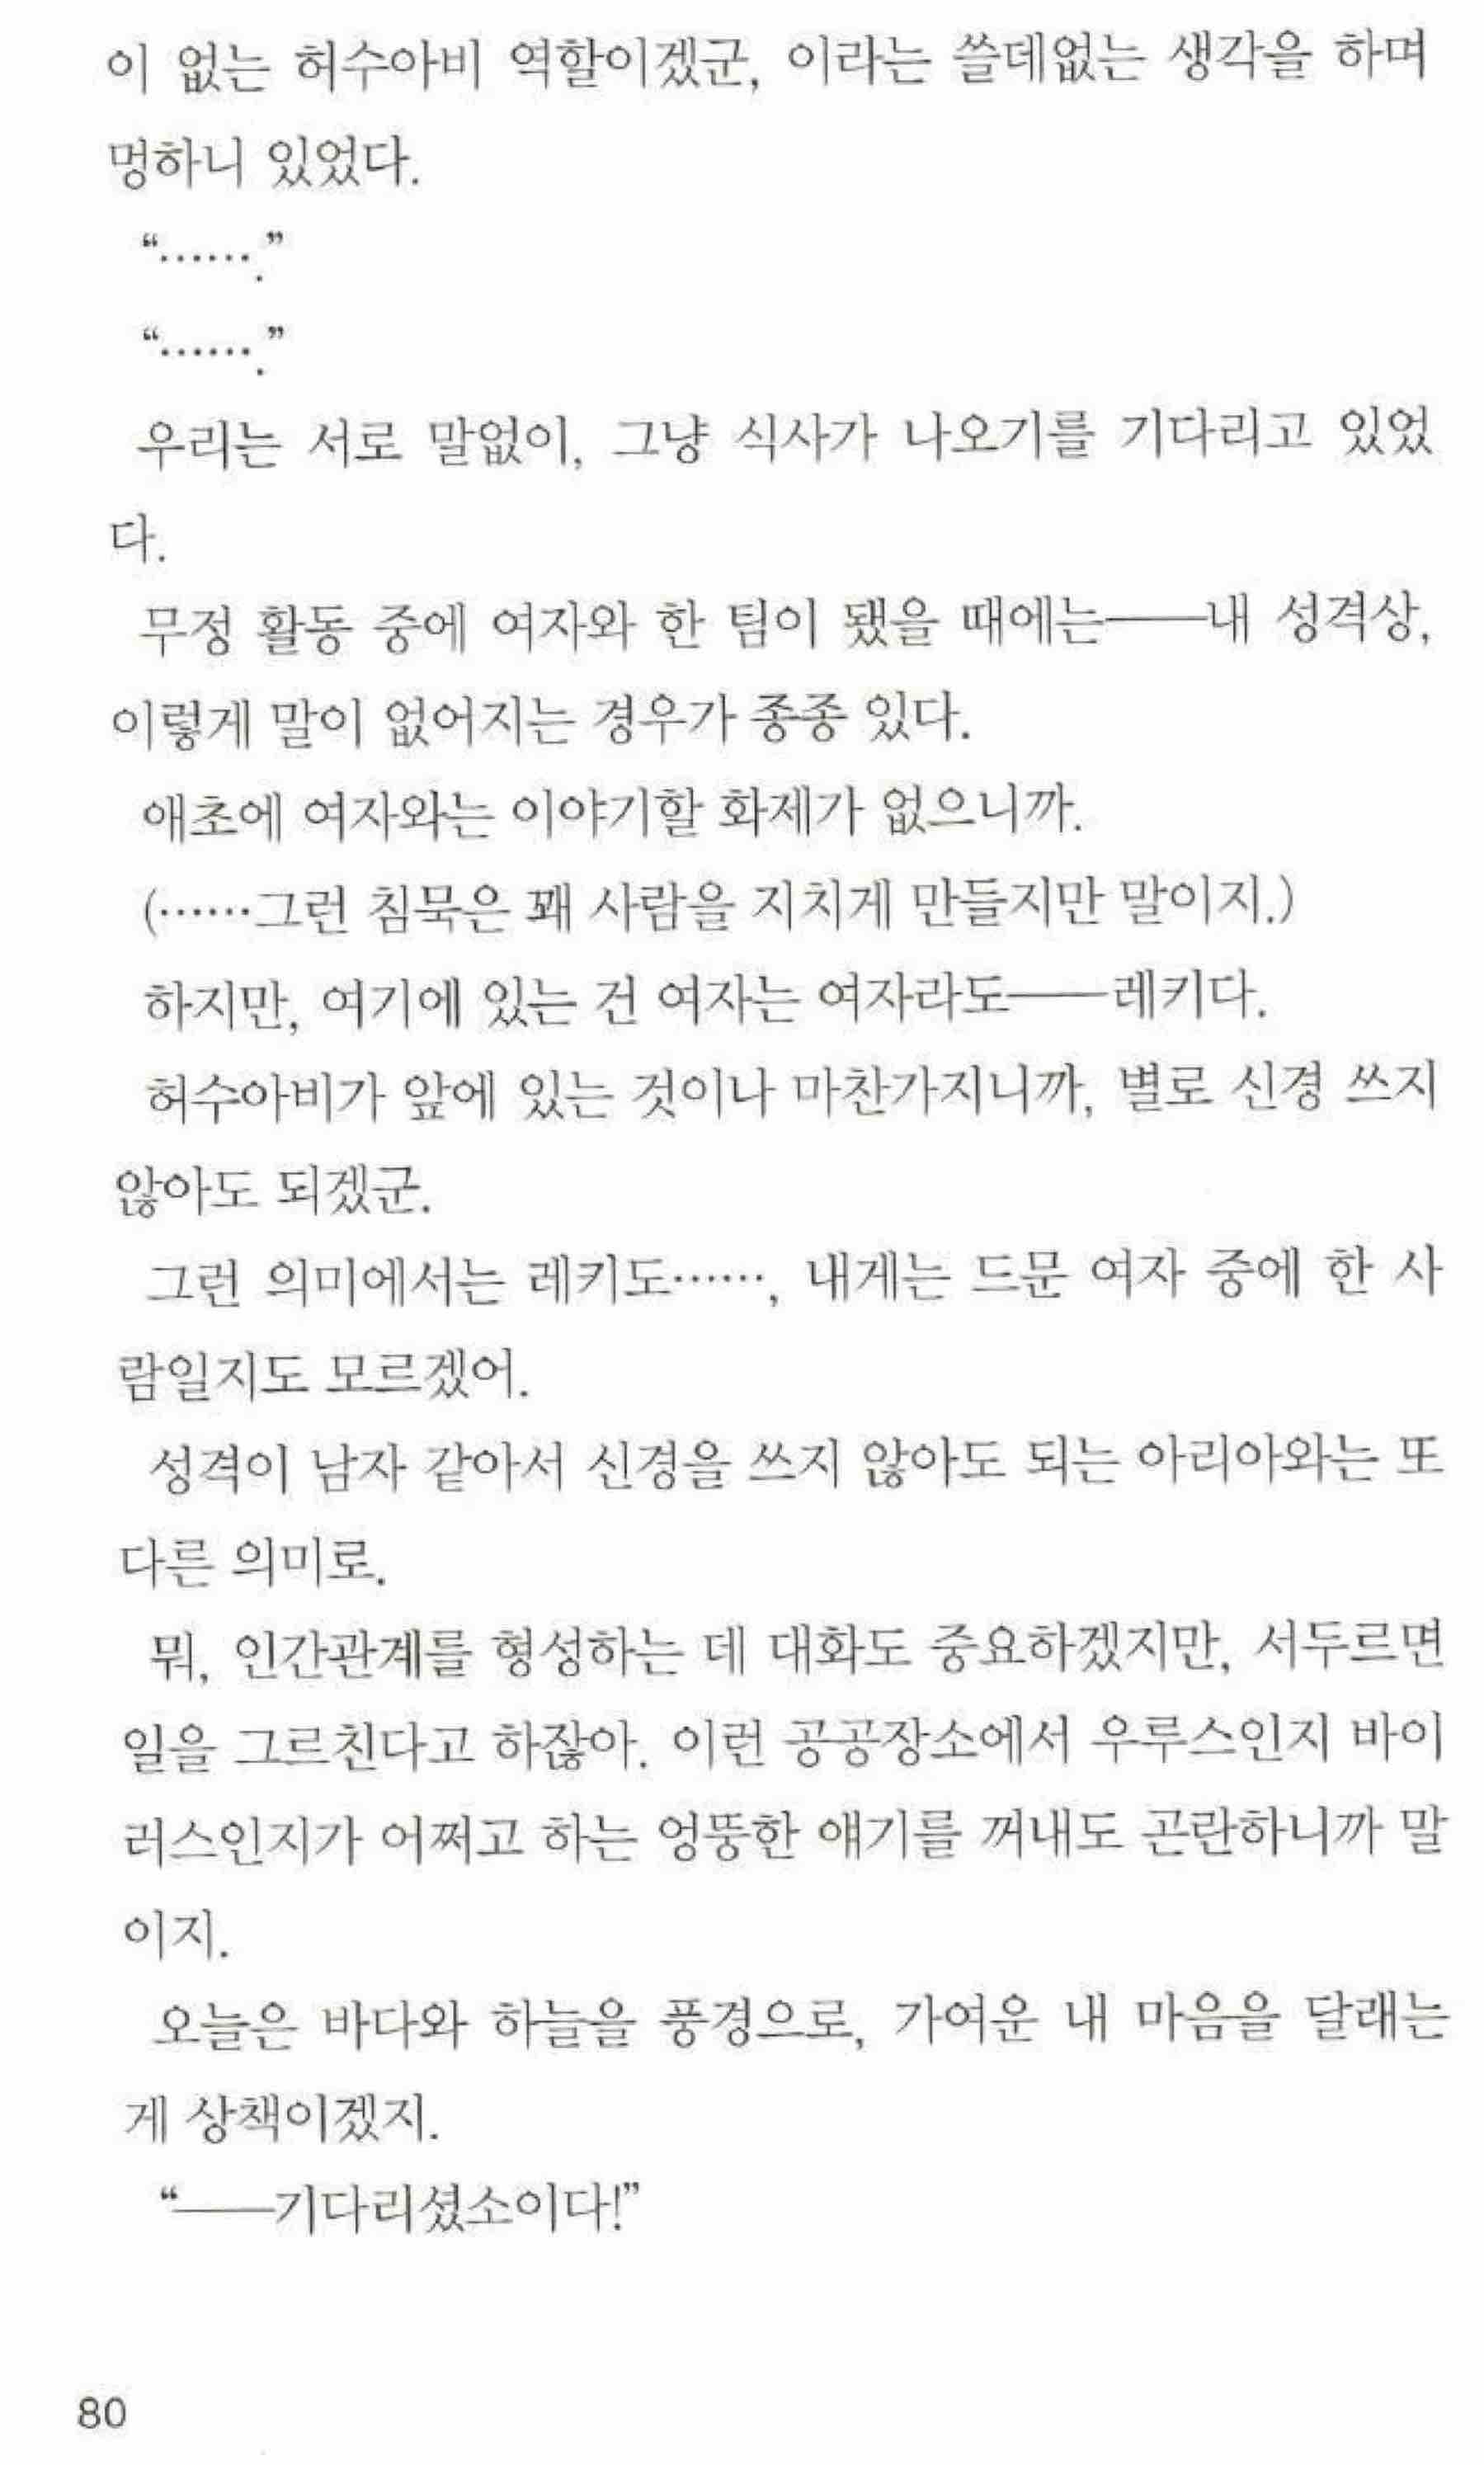 이 없는 허수아비 역할이겠군, 이라는 쓸데없는 생각을 하며
멍하니 있었다.
“…….”
“…….”
우리는 서로 말없이, 그냥 식사가 나오기를 기다리고 있었
다.
무정 활동 중에 여자와 한 팀이 됐을 때에는――내 성격상,
이렇게 말이 없어지는 경우가 종종 있다.
애초에 여자와는 이야기할 화제가 없으니까.
(……그런 침묵은 꽤 사람을 지치게 만들지만 말이지.)
하지만, 여기에 있는 건 여자는 여자라도――레키다.
허수아비가 앞에 있는 것이나 마찬가지니까, 별로 신경 쓰지
않아도 되겠군.
그런 의미에서는 레키도……, 내게는 드문 여자 중에 한 사
람일지도 모르겠어.
성격이 남자 같아서 신경을 쓰지 않아도 되는 아리아와는 또
다른 의미로.
뭐, 인간관계를 형성하는 데 대화도 중요하겠지만, 서두르면
일을 그르친다고 하잖아. 이런 공공장소에서 우루스인지 바이
러스인지가 어쩌고 하는 엉뚱한 얘기를 꺼내도 곤란하니까 말
이지.
오늘은 바다와 하늘을 풍경으로, 가여운 내 마음을 달래는
게 상책이겠지.
“――기다리셨소이다!”
80